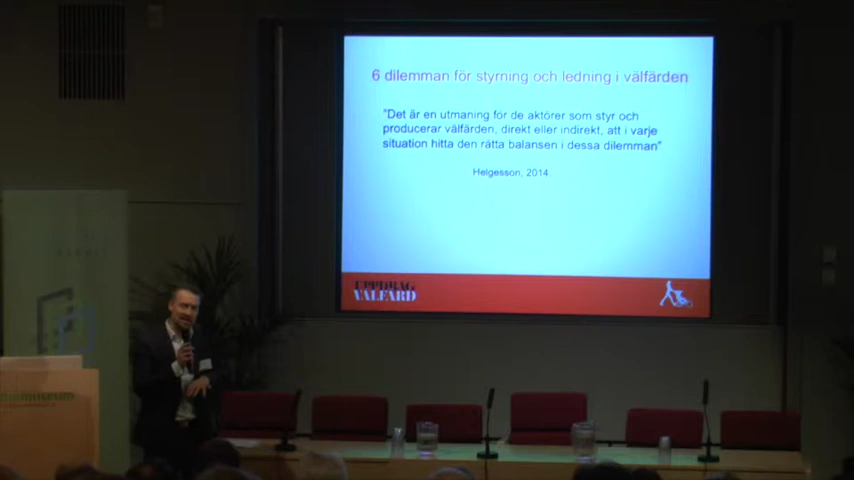 6 dilemman för styrning och ledning i välfärden
"Det är en utmaning för de aktörer som styr och
producerar välfärden, direkt eller indirekt, att i varje
situation hitta den rätta balansen i dessa dilemman"
Helgesson, 2014
UPPDRAG
VÄLFÄRD